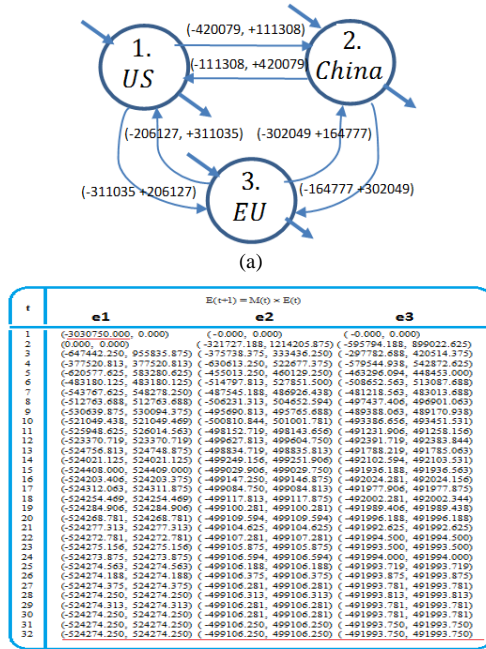 1.
US
(-420079, +111308)
(-111308, +420079)
2.
China
(-206127, +311035)
(-302049 +164777)
3.
EU
(-311035 +206127)
(-164777 +302049)
(a)
t E(t+1) = M(t) × E(t)
e1 e2 e3
1 (-3030750.000, 0.000) ( -0.000, 0.000) ( -0.000, 0.000)
2 (0.000, 0.000) ( -321727.188, 1214205.875) ( -595794.188, 899022.625)
3 (-647442.250, 955835.875) ( -375738.375, 333436.250) ( -297782.688, 420514.375)
4 (-377520.813, 377520.813) ( -630613.250, 522677.375) ( -579544.938, 542872.625)
5 (-620577.625, 583280.625) ( -455013.250, 460129.250) ( -463296.094, 448453.000)
6 (-483180.125, 483180.125) ( -514797.813, 527851.500) ( -508652.563, 513087.688)
7 (-543767.625, 548278.250) ( -487545.188, 486926.438) ( -481218.563, 483013.688)
8 (-512763.688, 512763.688) ( -506231.313, 504652.594) ( -497437.406, 496901.063)
9 (-530639.875, 530094.375) ( -495690.813, 495765.688) ( -489388.063, 489170.938)
10 (-521049.438, 521049.469) ( -500810.844, 501001.781) ( -493386.656, 493451.531)
11 (-525948.625, 526014.563) ( -498152.719, 498143.656) ( -491231.906, 491258.156)
12 (-523370.719, 523370.719) ( -499627.813, 499604.750) ( -492391.719, 492383.844)
13 (-524756.813, 524748.875) ( -498834.719, 498835.813) ( -491788.219, 491785.063)
14 (-524021.125, 524021.125) ( -499249.156, 499251.906) ( -492102.594, 492103.531)
15 (-524408.000, 524409.000) ( -499029.906, 499029.750) ( -491936.188, 491936.563)
16 (-524203.406, 524203.375) ( -499147.250, 499146.875) ( -492024.281, 492024.156)
17 (-524312.063, 524311.875) ( -499084.750, 499084.813) ( -491977.906, 491977.875)
18 (-524254.469, 524254.469) ( -499117.813, 499117.875) ( -492002.281, 492002.344)
19 (-524284.906, 524284.906) ( -499100.281, 499100.281) ( -491989.406, 491989.438)
20 (-524268.781, 524268.781) ( -499109.594, 499109.594) ( -491996.188, 491996.188)
21 (-524277.313, 524277.313) ( -499104.625, 499104.625) ( -491992.625, 491992.625)
22 (-524272.781, 524272.781) ( -499107.281, 499107.281) ( -491994.500, 491994.500)
23 (-524275.156, 524275.156) ( -499105.875, 499105.875) ( -491993.500, 491993.500)
24 (-524273.875, 524273.875) ( -499106.594, 499106.594) ( -491994.000, 491994.000)
25 (-524274.563, 524274.563) ( -499106.188, 499106.188) ( -491993.719, 491993.719)
26 (-524274.188, 524274.188) ( -499106.375, 499106.375) ( -491993.875, 491993.875)
27 (-524274.375, 524274.375) ( -499106.281, 499106.281) ( -491993.781, 491993.781)
28 (-524274.250, 524274.250) ( -499106.313, 499106.313) ( -491993.813, 491993.813)
29 (-524274.313, 524274.313) ( -499106.281, 499106.281) ( -491993.781, 491993.781)
30 (-524274.250, 524274.250) ( -499106.281, 499106.281) ( -491993.781, 491993.781)
31 (-524274.250, 524274.250) ( -499106.250, 499106.250) ( -491993.750, 491993.750)
32 (-524274.250, 524274.250) ( -499106.250, 499106.250) ( -491993.750, 491993.750)